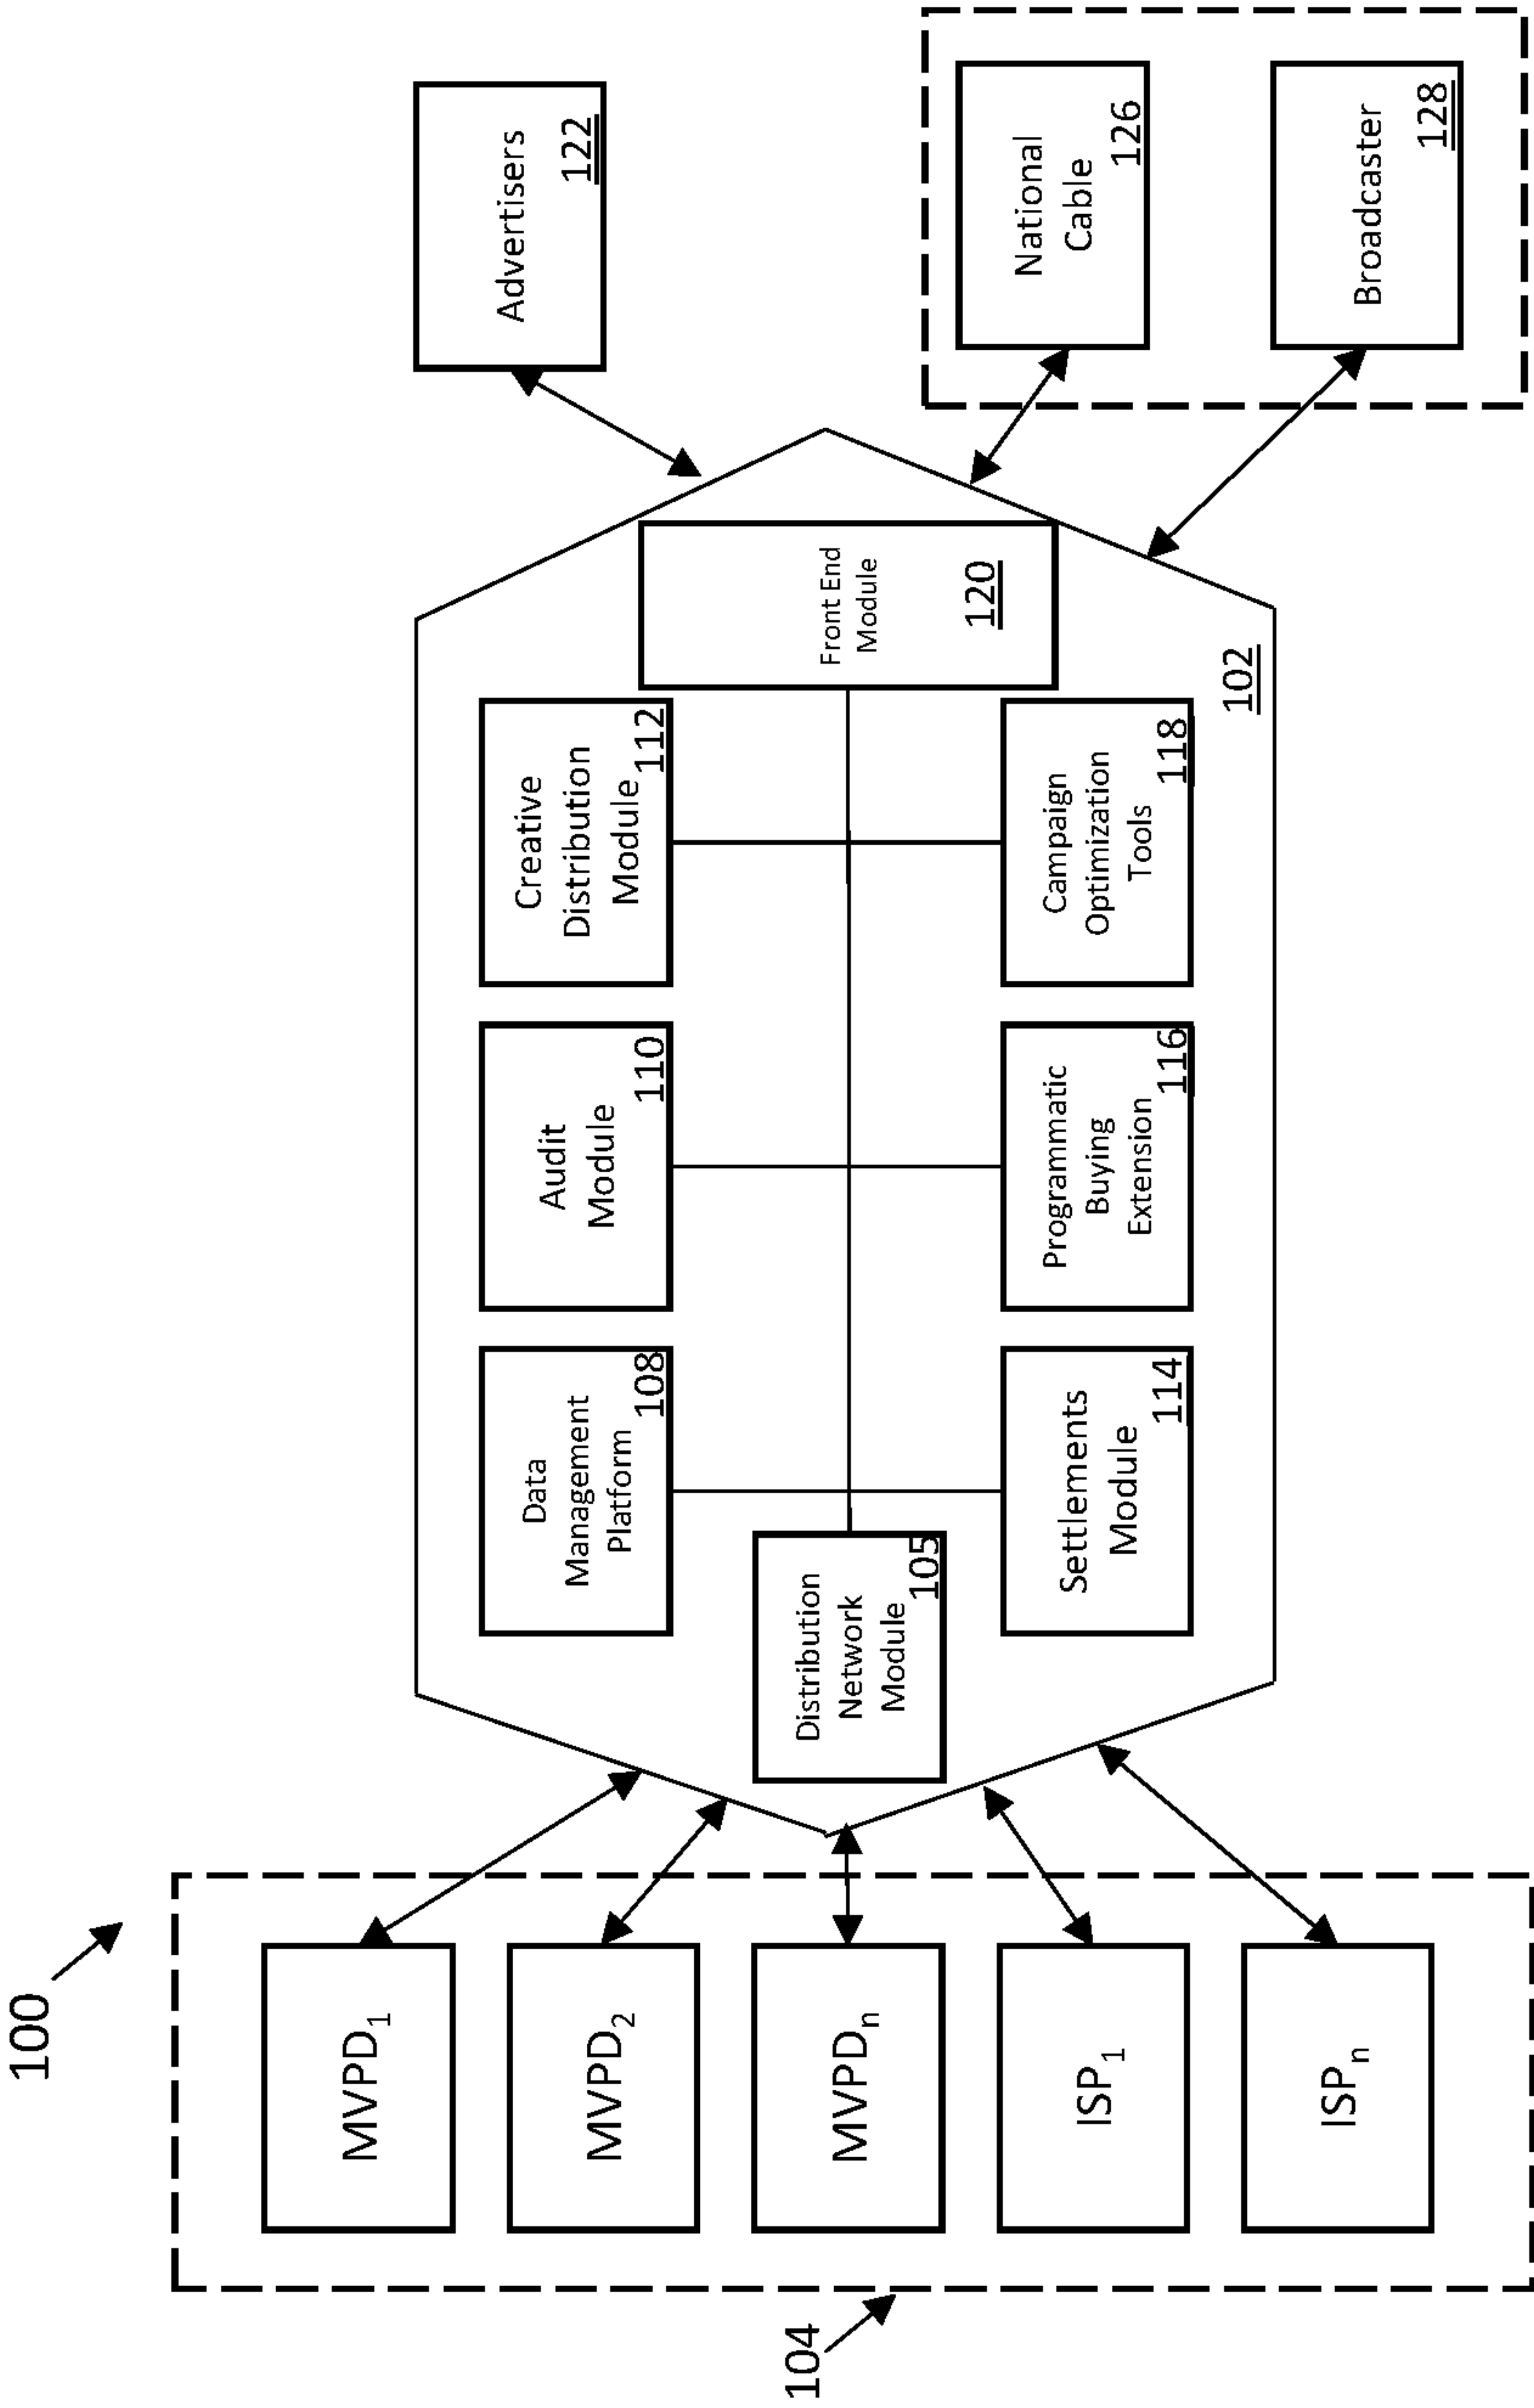 100
104
MVPD1
MVPD2
MVPDn
ISP1
ISPn
Distribution
Network
Module
105
Data
Management
Platform
108
Audit
Module
110
Creative
Distribution
Module
112
Settlements
Module
114
Programmatic
Buying
Extension
116
Campaign
Optimization
Tools
118
Front End
Module
120
102
Advertisers
122
National
Cable
126
Broadcaster
128